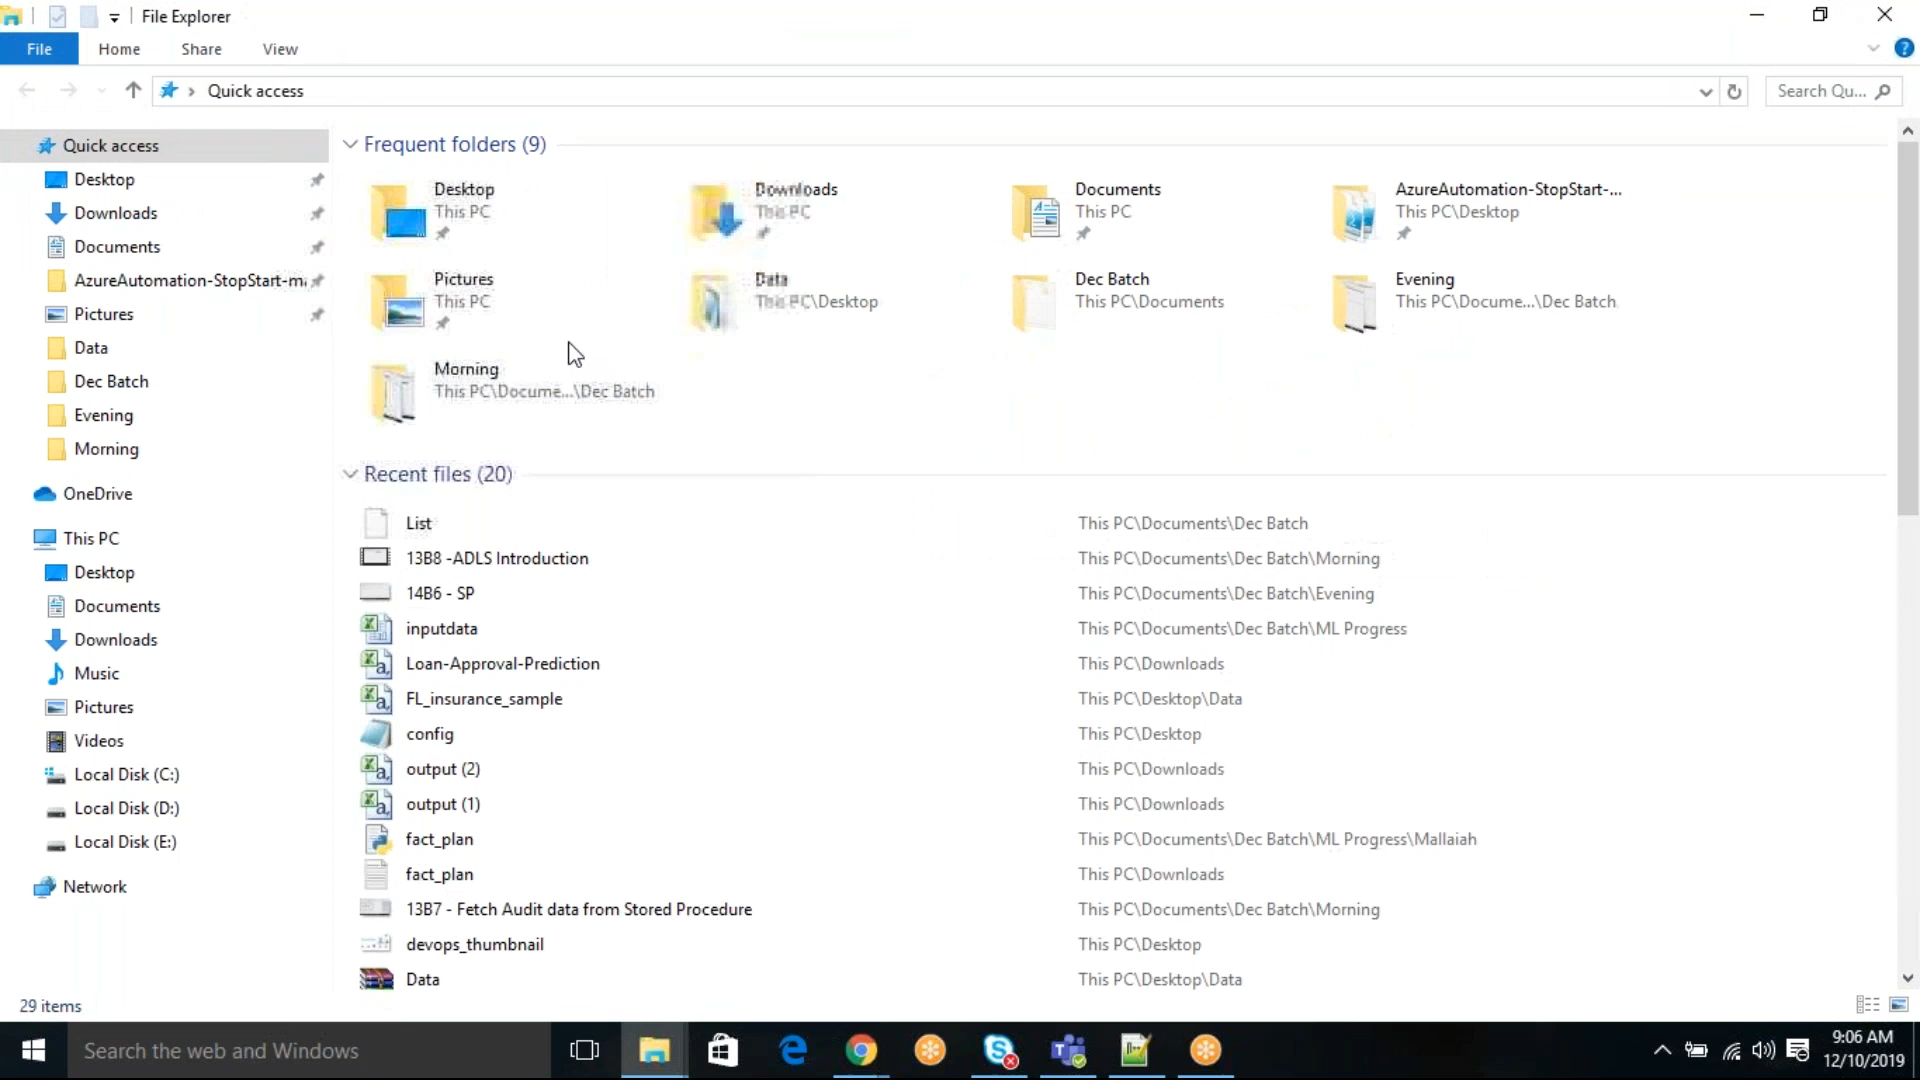 File Explorer
File Home Share View
Quick access
Search Qu...
Quick access
Desktop
Downloads
Documents
AzureAutomation-StopStart-m
Pictures
Data
Dec Batch
Evening
Morning
OneDrive
This PC
Desktop
Documents
Downloads
Music
Pictures
Videos
Local Disk (C:)
Local Disk (D:)
Local Disk (E:)
Network
Frequent folders (9)
Desktop
This PC
Downloads
This PC
Documents
This PC
AzureAutomation-StopStart-...
This PC\Desktop
Pictures
This PC
Data
This PC\Desktop
Dec Batch
This PC\Documents
Evening
This PC\Docume...\Dec Batch
Morning
This PC\Docume...\Dec Batch
Recent files (20)
List This PC\Documents\Dec Batch
13B8 -ADLS Introduction This PC\Documents\Dec Batch\Morning
14B6 - SP This PC\Documents\Dec Batch\Evening
inputdata This PC\Documents\Dec Batch\ML Progress
Loan-Approval-Prediction This PC\Downloads
FL_insurance_sample This PC\Desktop\Data
config This PC\Desktop
output (2) This PC\Downloads
output (1) This PC\Downloads
fact_plan This PC\Documents\Dec Batch\ML Progress\Mallaiah
fact_plan This PC\Downloads
13B7 - Fetch Audit data from Stored Procedure This PC\Documents\Dec Batch\Morning
devops_thumbnail This PC\Desktop
Data This PC\Desktop\Data
29 items
Search the web and Windows
9:06 AM
12/10/2019